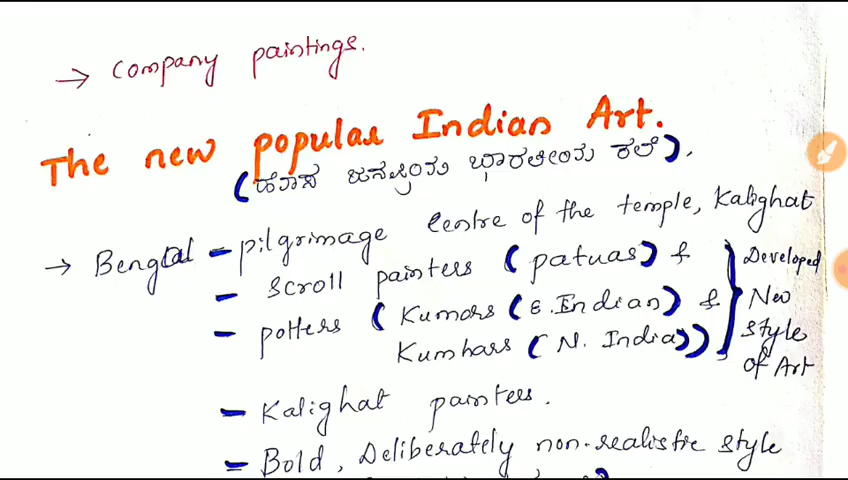 → Company paintings.
The new popular Indian Art.
(ಹೊಸ ಜನಪ್ರಿಯ ಭಾರತೀಯ ಕಲೆ).
→ Bengal - pilgrimage centre of the temple, Kalighat
- scroll painters (patuas) &
- potters (Kumors (E. Indian) &
Kumhars (N. India))
Developed
New
style
of Art
- Kalighat painters.
- Bold, Deliberately non-realistic style